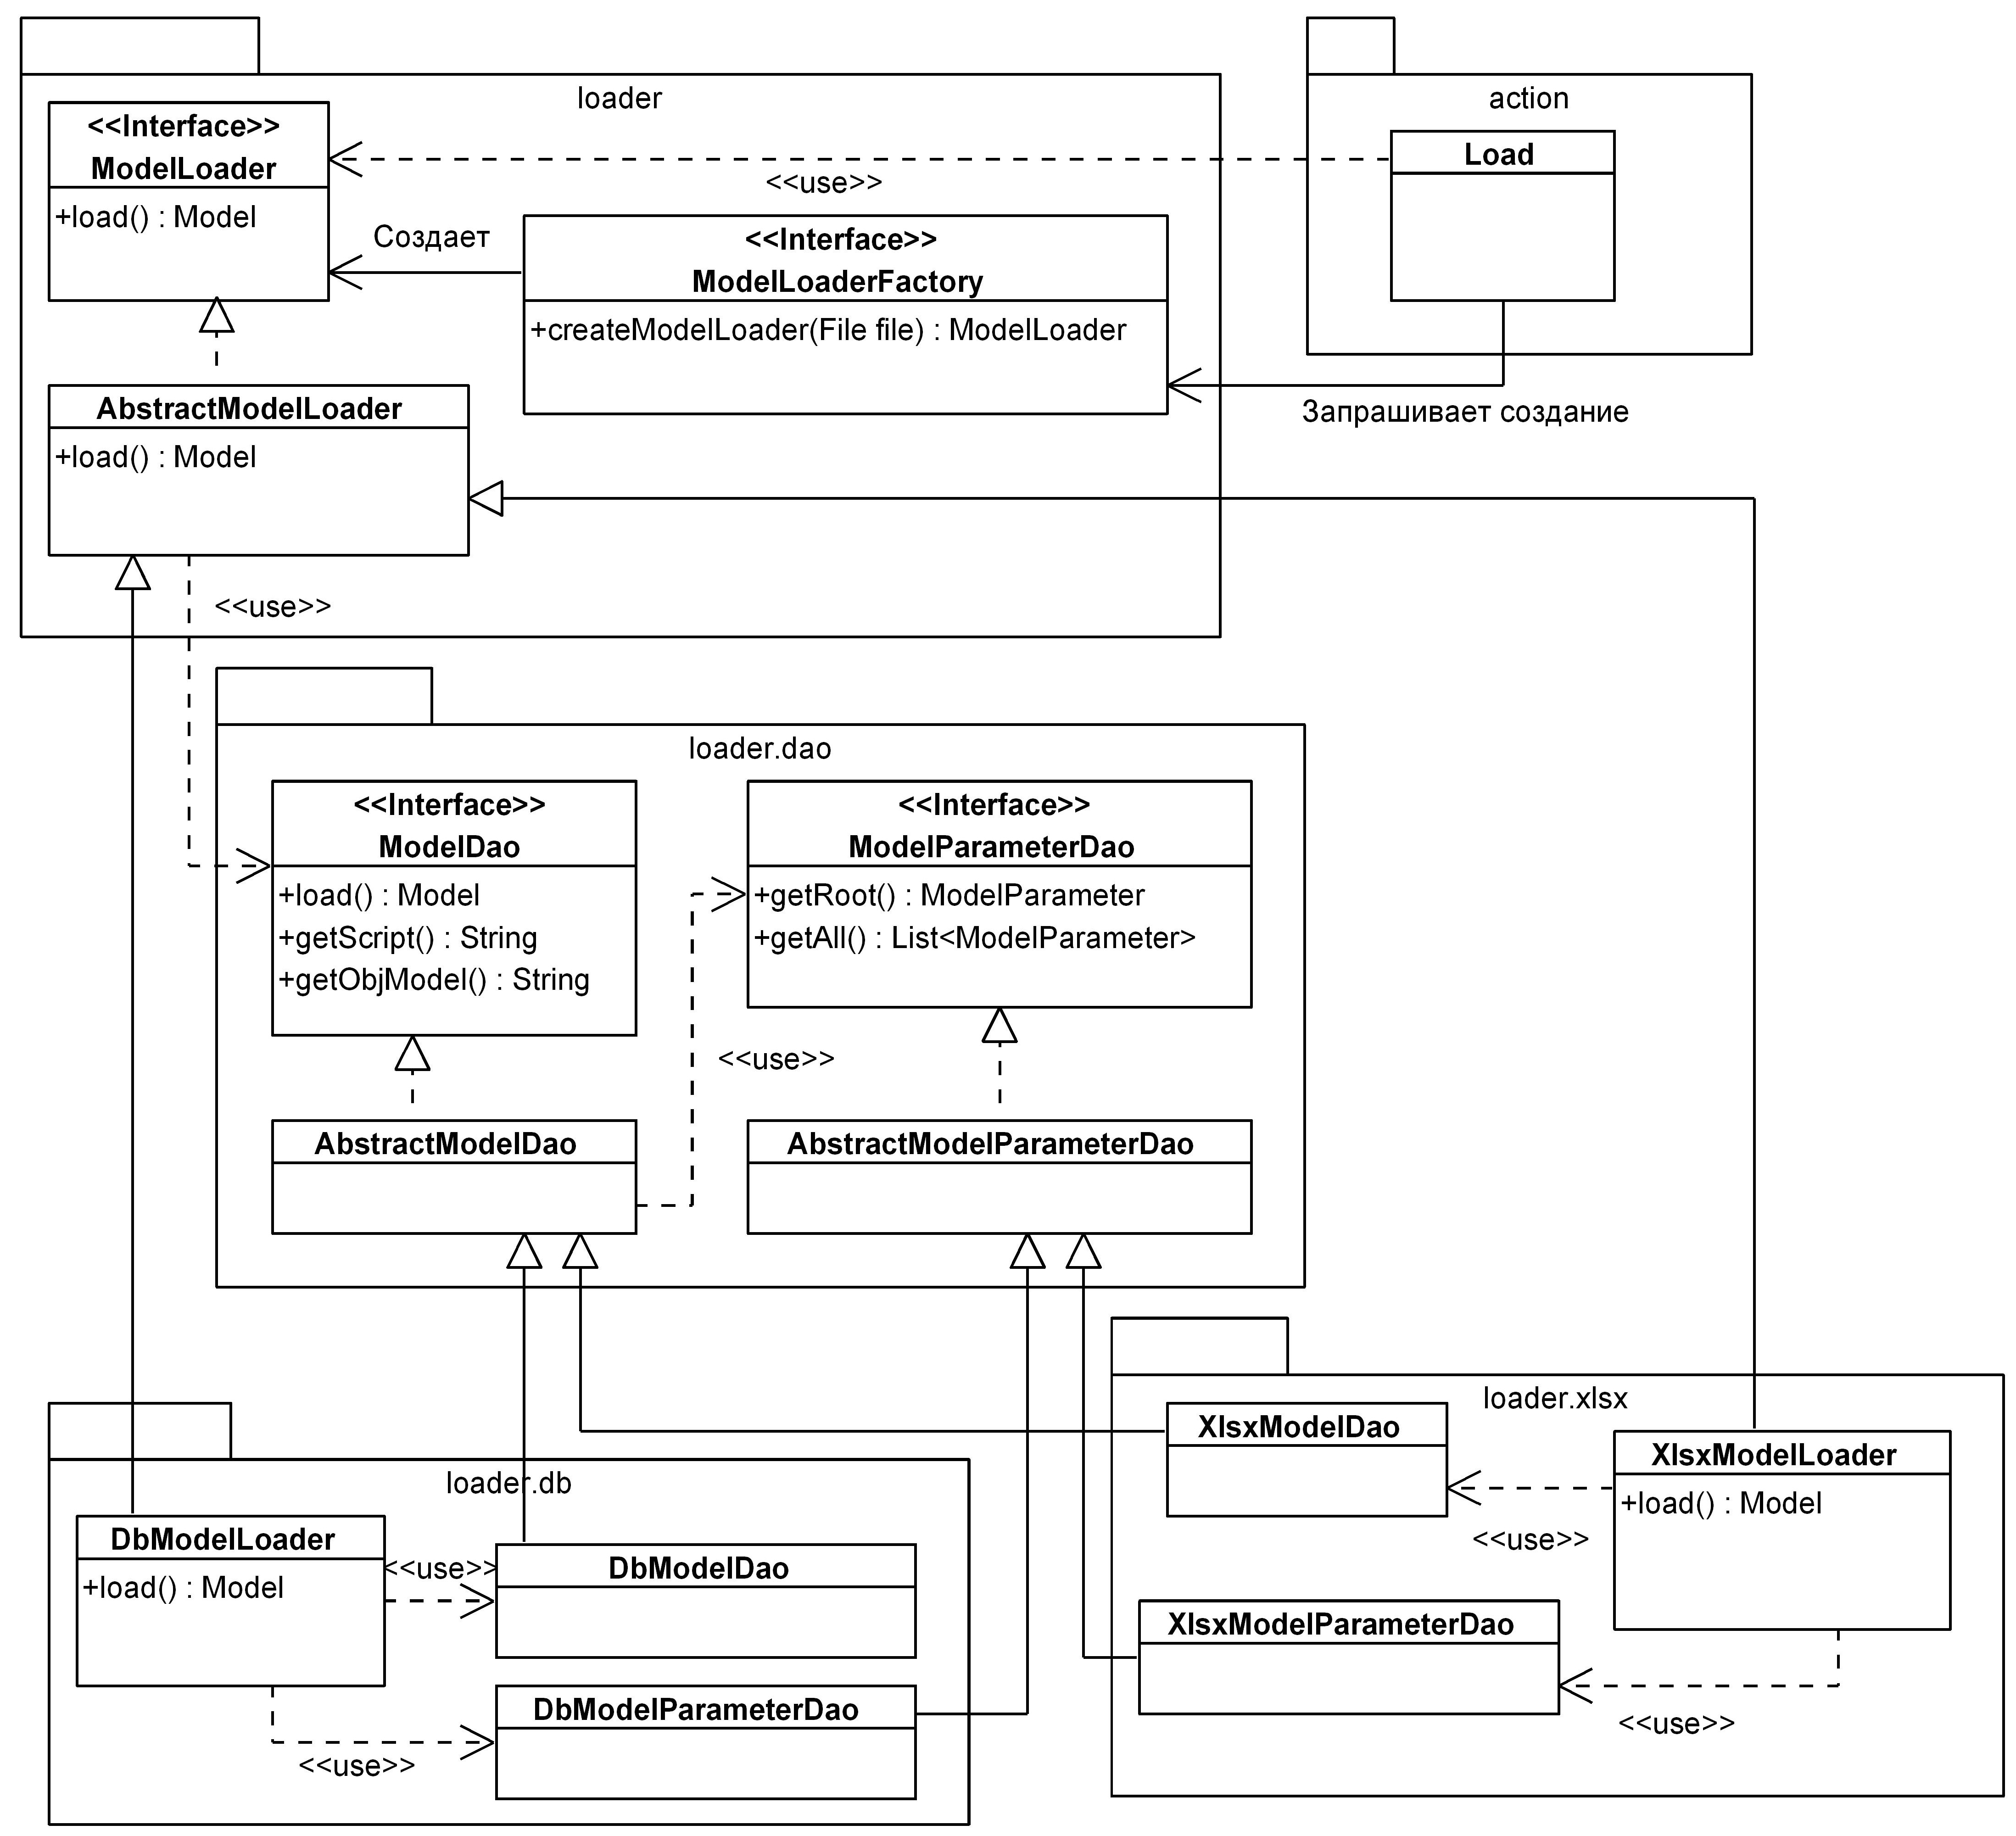 loader
<<Interface>>
ModelLoader
+load() : Model
<<use>>
Создает
<<Interface>>
ModelLoaderFactory
+createModelLoader(File file) : ModelLoader
action
Load
Запрашивает создание
AbstractModelLoader
+load() : Model
<<use>>
loader.dao
<<Interface>>
ModelDao
+load() : Model
+getScript() : String
+getObjModel() : String
<<Interface>>
ModelParameterDao
+getRoot() : ModelParameter
+getAll() : List<ModelParameter>
<<use>>
AbstractModelDao
AbstractModelParameterDao
loader.db
DbModelLoader
+load() : Model
<<use>>
DbModelDao
DbModelParameterDao
<<use>>
loader.xlsx
XlsxModelDao
XlsxModelLoader
+load() : Model
<<use>>
XlsxModelParameterDao
<<use>>